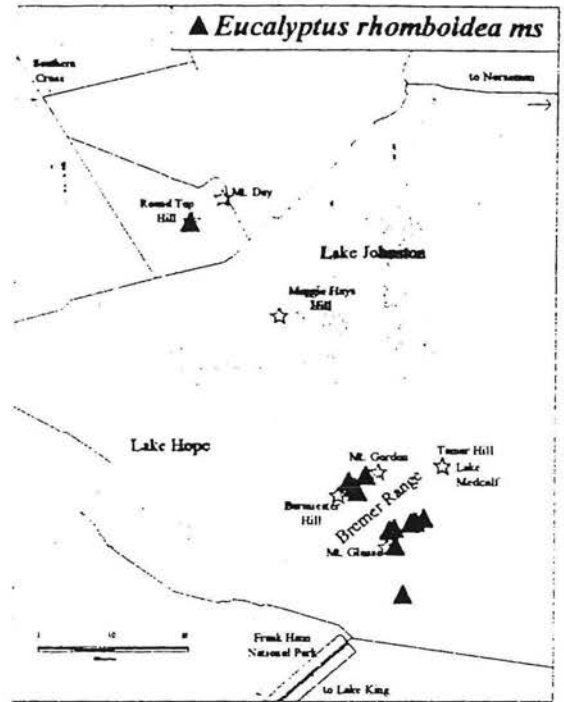 ▲ Eucalyptus rhomboidea ms
Southern
Cross
to Norseman
Mt. Day
Round Top
Hill
Lake Johnston
Maggie Hays
Hill
Lake Hope
Mt. Gordon
Tamar Hill
Lake
Medcalf
Burmeister
Hill
Bremer Range
Mt. Glasse
Frank Hann
National Park
to Lake King